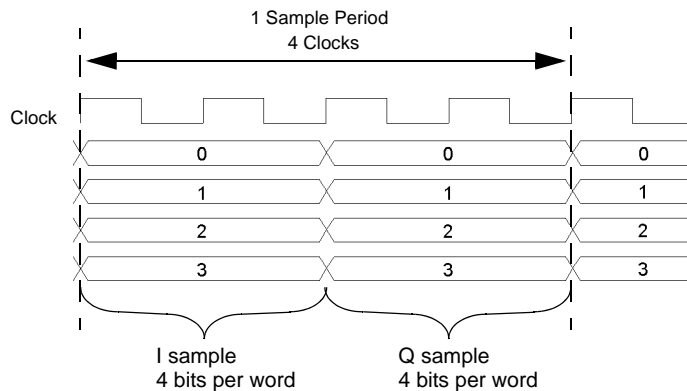 1 Sample Period
4 Clocks
Clock
0 0 0
1 1 1
2 2 2
3 3 3
I sample
4 bits per word
Q sample
4 bits per word